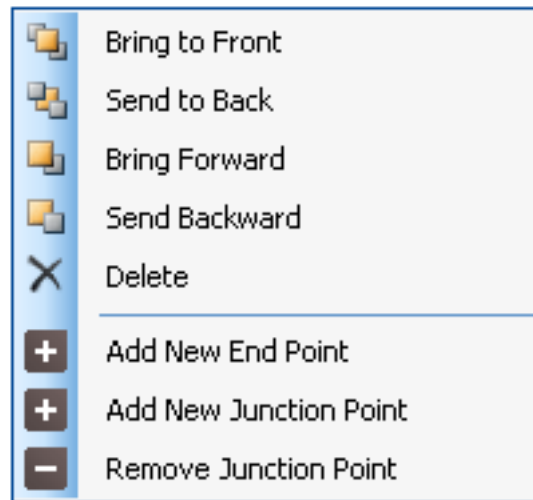 Bring to Front
Send to Back
Bring Forward
Send Backward
Delete
Add New End Point
Add New Junction Point
Remove Junction Point